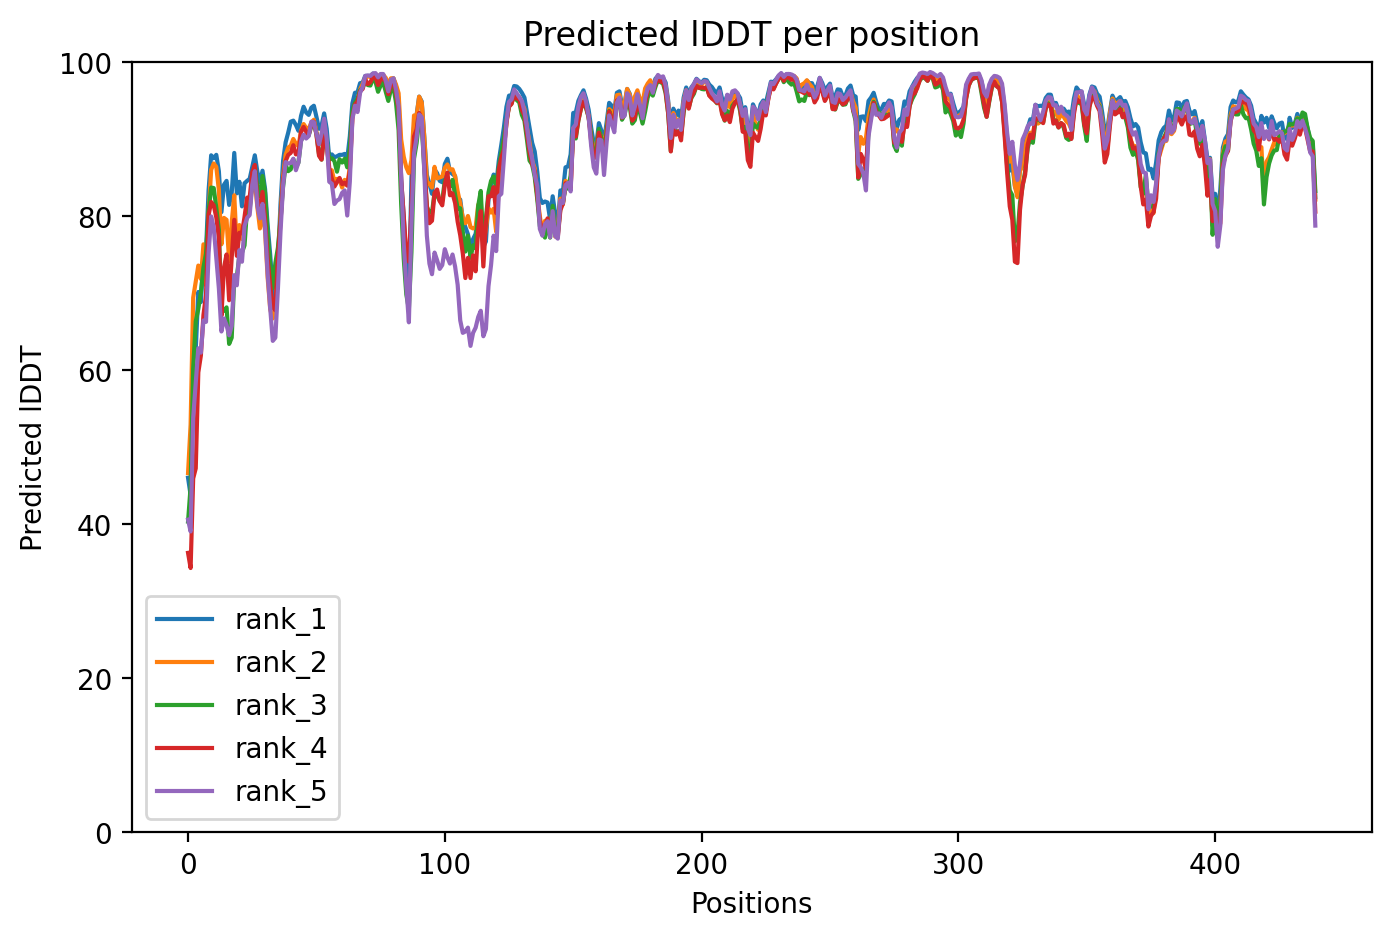 Predicted lDDT per position
100
80
60
40
20
0
Predicted lDDT
rank_1
rank_2
rank_3
rank_4
rank_5
0 100 200 300 400
Positions